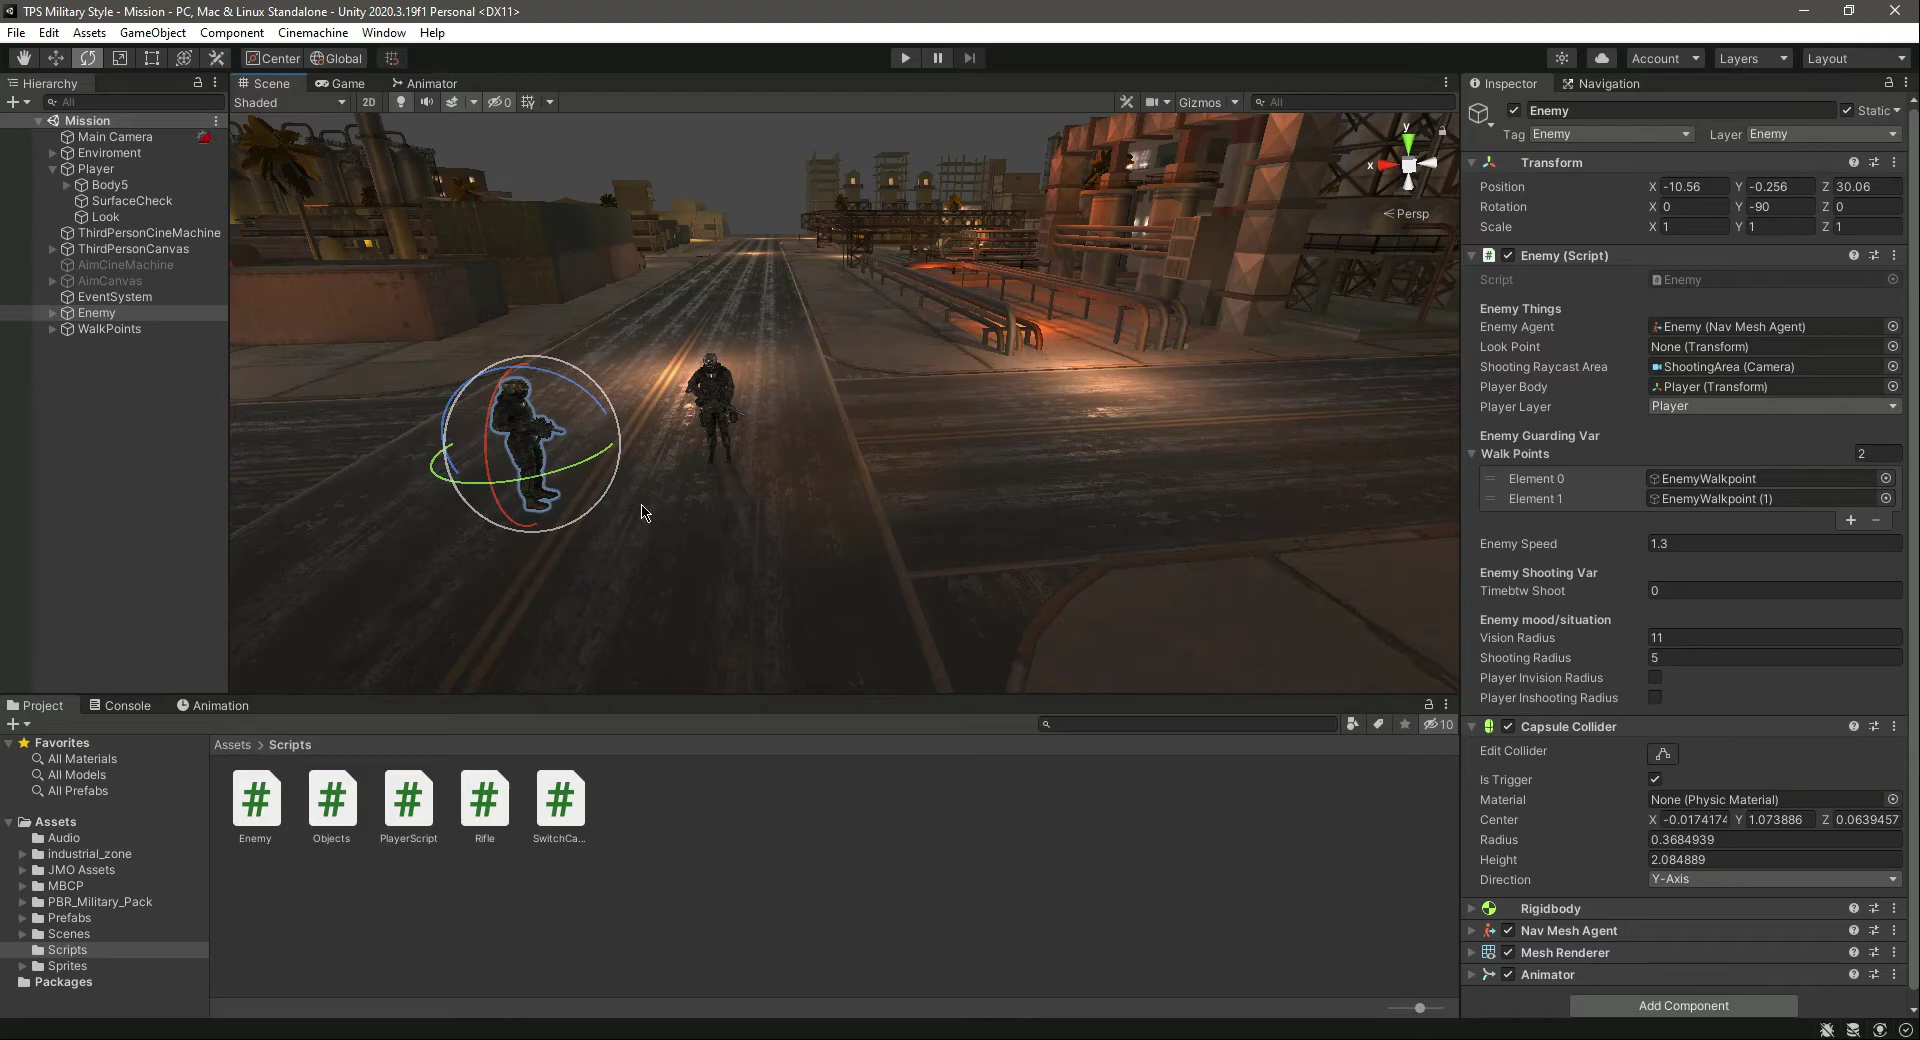 TPS Military Style - Mission - PC, Mac & Linux Standalone - Unity 2020.3.19f1 Personal <DX11>
File Edit Assets GameObject Component Cinemachine Window Help
Center Global
Account Layers Layout
Hierarchy
All
Mission
Main Camera
Enviroment
Player
Body5
SurfaceCheck
Look
ThirdPersonCineMachine
ThirdPersonCanvas
AimCineMachine
AimCanvas
EventSystem
Enemy
WalkPoints
Scene Game Animator
Shaded 2D 0 Gizmos All
y
x
Persp
Inspector Navigation
Enemy Static
Tag Enemy Layer Enemy
Transform
Position X -10.56 Y -0.256 Z 30.06
Rotation X 0 Y -90 Z 0
Scale X 1 Y 1 Z 1
# Enemy (Script)
Script Enemy
Enemy Things
Enemy Agent Enemy (Nav Mesh Agent)
Look Point None (Transform)
Shooting Raycast Area ShootingArea (Camera)
Player Body Player (Transform)
Player Layer Player
Enemy Guarding Var
Walk Points 2
Element 0 EnemyWalkpoint
Element 1 EnemyWalkpoint (1)
+ −
Enemy Speed 1.3
Enemy Shooting Var
Timebtw Shoot 0
Enemy mood/situation
Vision Radius 11
Shooting Radius 5
Player Invision Radius
Player Inshooting Radius
Capsule Collider
Edit Collider
Is Trigger
Material None (Physic Material)
Center X -0.0174174 Y 1.073886 Z 0.0639457
Radius 0.3684939
Height 2.084889
Direction Y-Axis
Rigidbody
Nav Mesh Agent
Mesh Renderer
Animator
Add Component
Project Console Animation
10
Favorites
All Materials
All Models
All Prefabs
Assets
Audio
industrial_zone
JMO Assets
MBCP
PBR_Military_Pack
Prefabs
Scenes
Scripts
Sprites
Packages
Assets > Scripts
# # # # #
Enemy Objects PlayerScript Rifle SwitchCa...